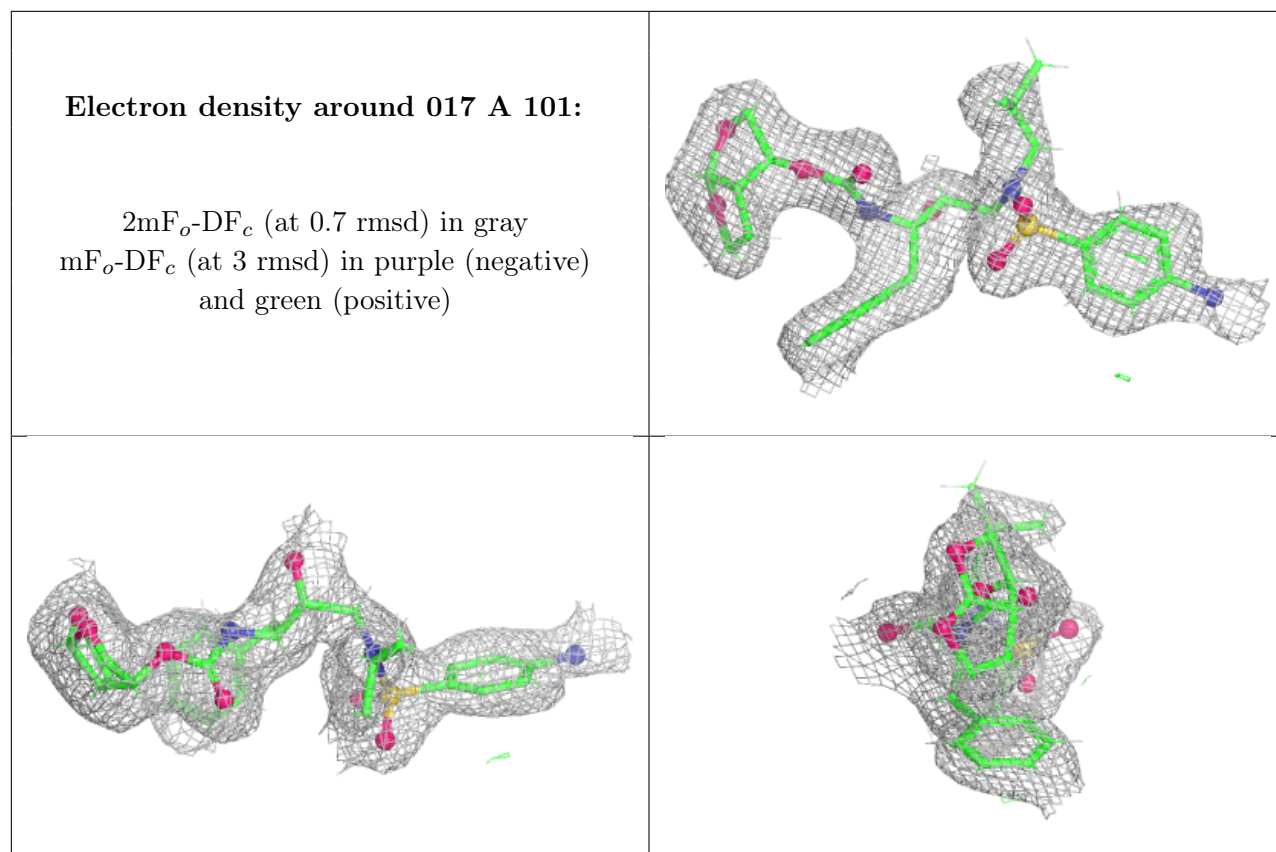 Electron density around 017 A 101:
2mFₒ-DF𝒸 (at 0.7 rmsd) in gray
mFₒ-DF𝒸 (at 3 rmsd) in purple (negative)
and green (positive)